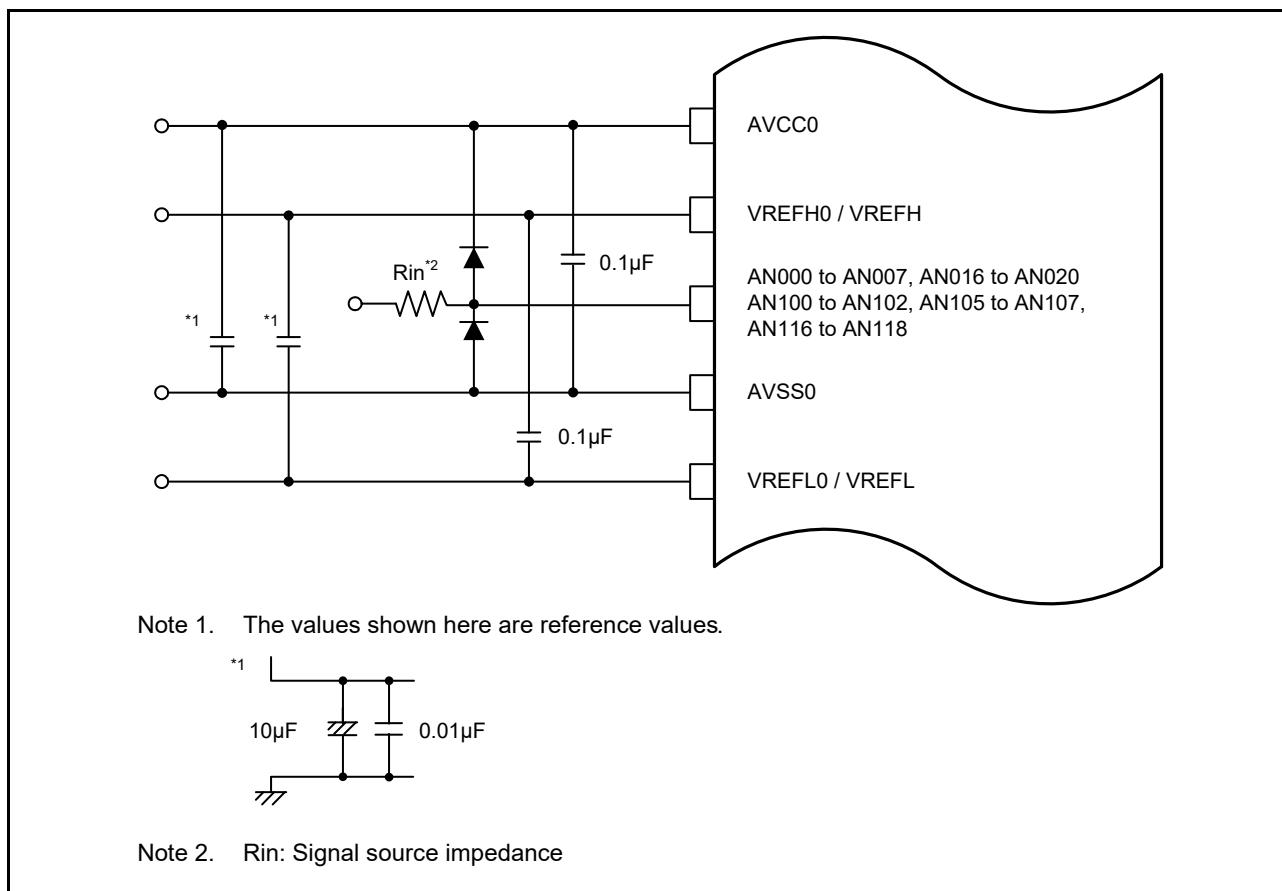 AVCC0
VREFH0 / VREFH
Rin*2
0.1µF
AN000 to AN007, AN016 to AN020
AN100 to AN102, AN105 to AN107,
AN116 to AN118
*1
*1
AVSS0
0.1µF
VREFL0 / VREFL
Note 1. The values shown here are reference values.
*1
10µF
0.01µF
Note 2. Rin: Signal source impedance